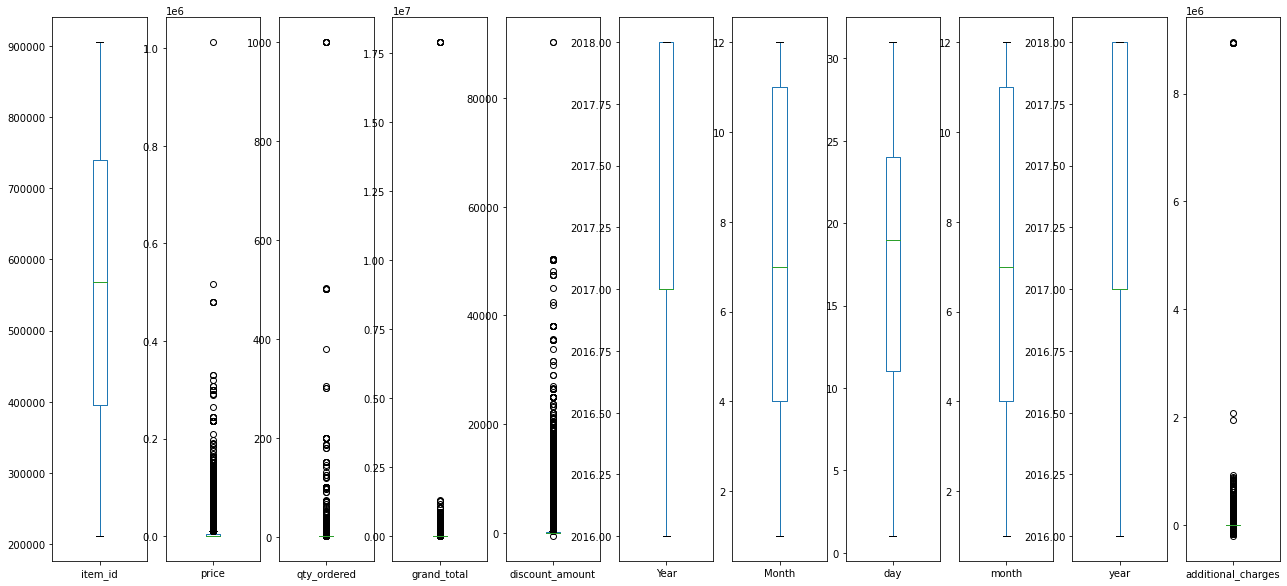 1e6 1e7 1e6
900000 800000 700000 600000 500000 400000 300000 200000
1.0 0.8 0.6 0.4 0.2 0.0
1000 800 600 400 200 0
1.75 1.50 1.25 1.00 0.75 0.50 0.25 0.00
80000 60000 40000 20000 0
2018.00 2017.75 2017.50 2017.25 2017.00 2016.75 2016.50 2016.25 2016.00
12 10 8 6 4 2
30 25 20 15 10 5 0
12 10 8 6 4 2
2018.00 2017.75 2017.50 2017.25 2017.00 2016.75 2016.50 2016.25 2016.00
8 6 4 2 0
item_id price qty_ordered grand_total discount_amount Year Month day month year additional_charges